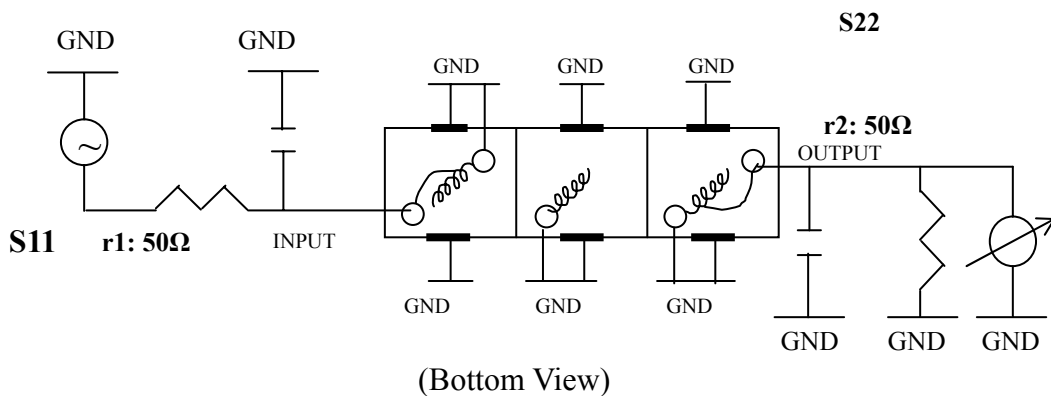 S22
GND
GND
GND
GND
GND
r2: 50Ω
OUTPUT
~
S11
r1: 50Ω
INPUT
GND
GND
GND
GND
GND
GND
(Bottom View)